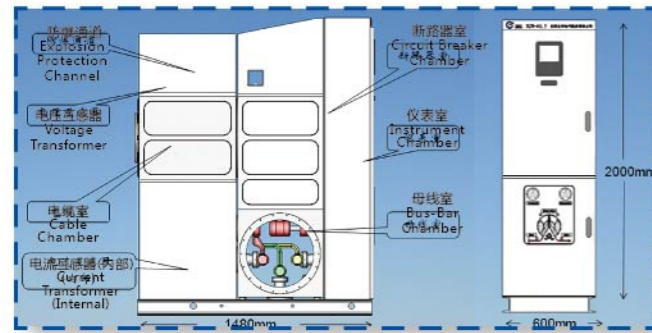 防爆通道
Explosion
Protection
Channel
电压互感器
Voltage
Transformer
电缆室
Cable
Chamber
电流互感器(内部)
Current
Transformer
(Internal)
断路器室
Circuit Breaker
Chamber
仪表室
Instrument
Chamber
母线室
Bus-Bar
Chamber
1480mm
2000mm
600mm